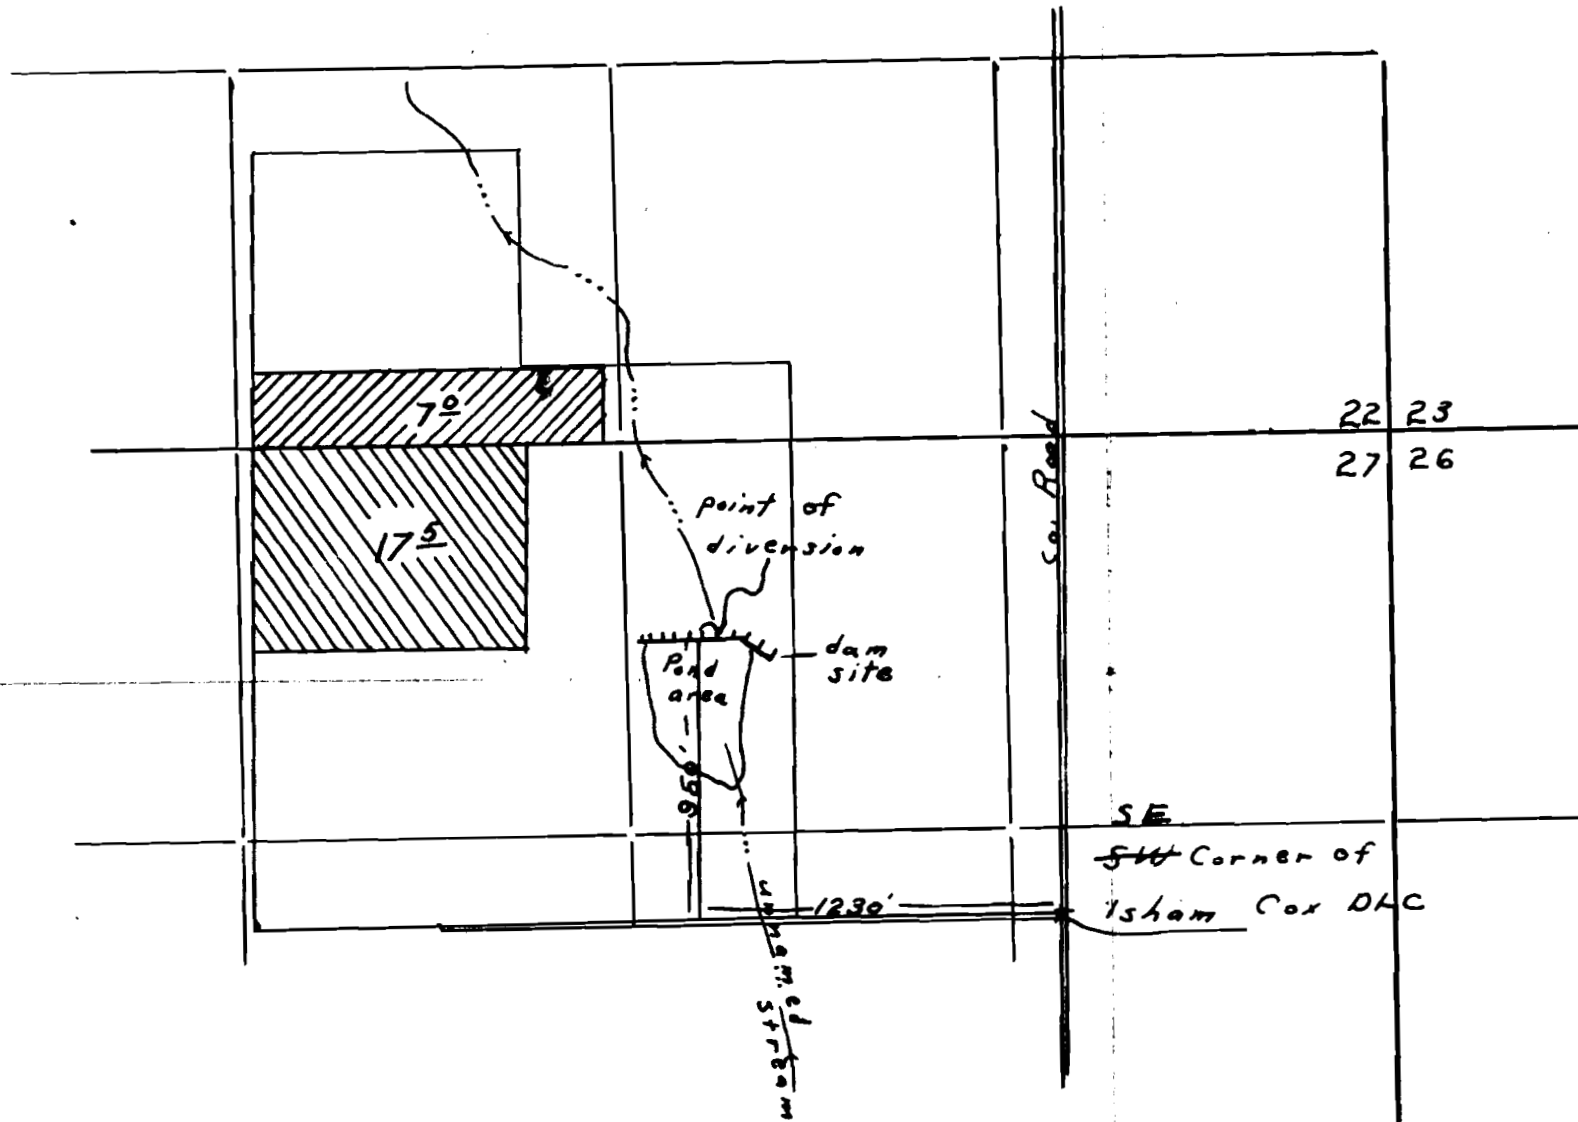 7 0
22 23
27 26
Co. Road
17 5
point of
diversion
dam
site
Pond
area
960'
SE
SW Corner of
Isham Cox DLC
1230'
unnamed
stream